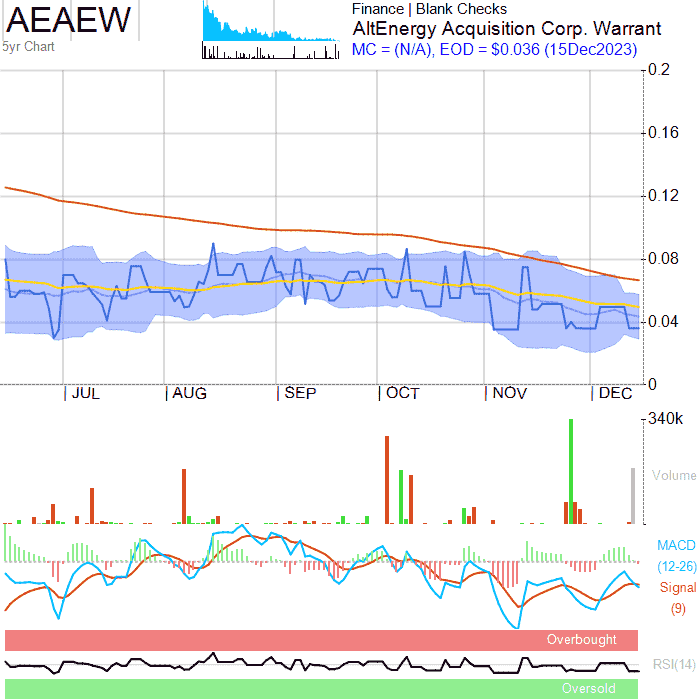 AEAEW
5yr Chart
Finance | Blank Checks
AltEnergy Acquisition Corp. Warrant
MC = (N/A), EOD = $0.036 (15Dec2023)
0.2
0.16
0.12
0.08
0.04
0
JUL AUG SEP OCT NOV DEC
340k
Volume
MACD
(12-26)
Signal
(9)
Overbought
RSI(14)
Oversold